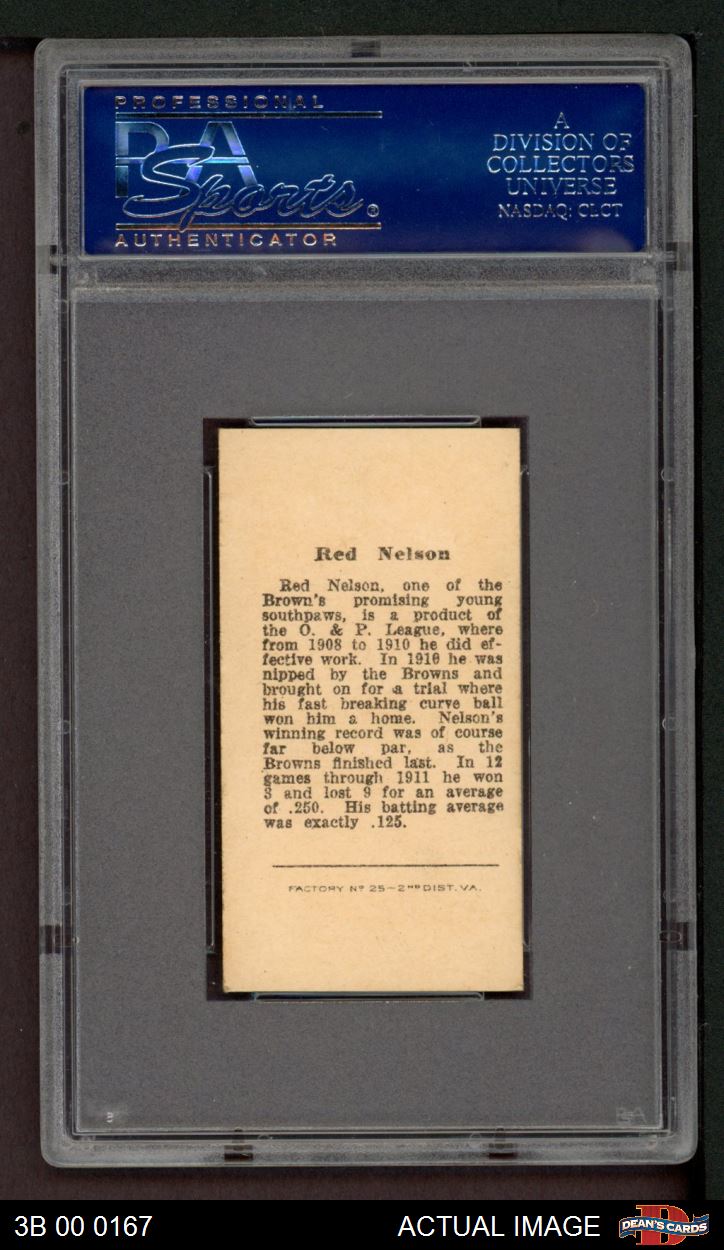 PROFESSIONAL
PSA
Sports®
AUTHENTICATOR
A
DIVISION OF
COLLECTORS
UNIVERSE
NASDAQ: CLCT
Red Nelson
Red Nelson, one of the
Brown's promising young
southpaws, is a product of
the O. & P. League, where
from 1908 to 1910 he did ef-
fective work. In 1910 he was
nipped by the Browns and
brought on for a trial where
his fast breaking curve ball
won him a home. Nelson's
winning record was of course
far below par, as the
Browns finished last. In 12
games through 1911 he won
3 and lost 9 for an average
of .250. His batting average
was exactly .125.
FACTORY Nº 25-2ND DIST. VA.
3B 00 0167
ACTUAL IMAGE
DEAN'S CARDS